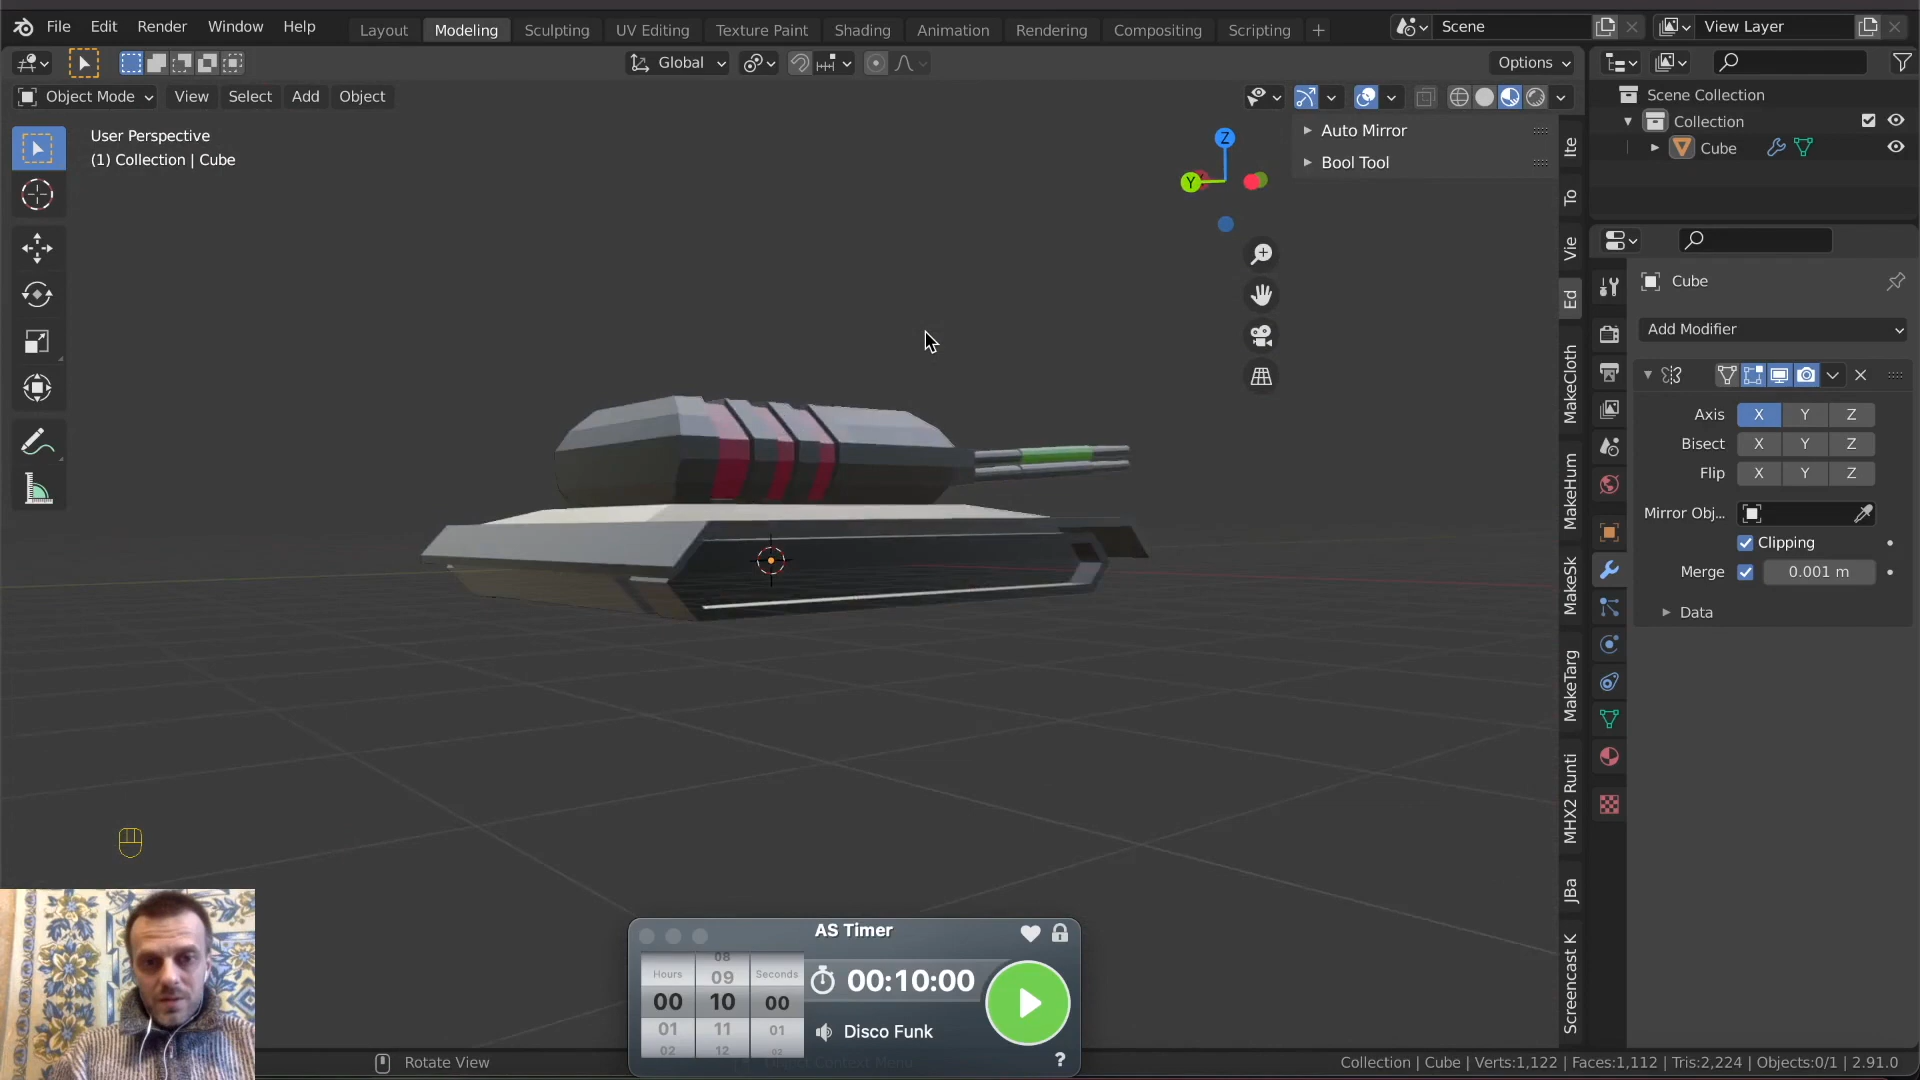 File Edit Render Window Help
Layout Modeling Sculpting UV Editing Texture Paint Shading Animation Rendering Compositing Scripting +
Scene
View Layer
Global
Options
Object Mode View Select Add Object
User Perspective
(1) Collection | Cube
Z
Y
Auto Mirror
Bool Tool
Ite
To
Vie
Ed
MakeCloth
MakeHum
MakeSk
MakeTarg
MHX2 Runti
JBa
Screencast K
Scene Collection
Collection
Cube
Cube
Add Modifier
Axis X Y Z
Bisect X Y Z
Flip X Y Z
Mirror Obj...
Clipping
Merge 0.001 m
Data
AS Timer
Hours 08 Seconds
09
00 10 00
01 11 01
02 12 02
00:10:00
Disco Funk
?
Rotate View
Collection | Cube | Verts:1,122 | Faces:1,112 | Tris:2,224 | Objects:0/1 | 2.91.0